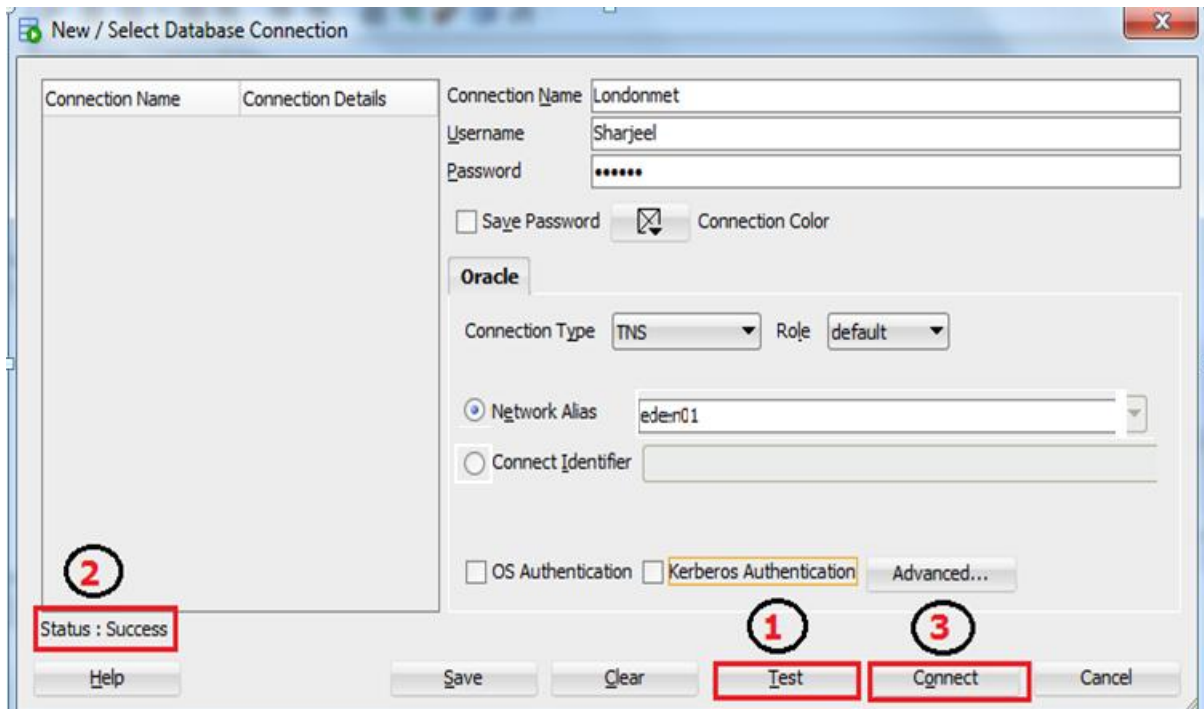 New / Select Database Connection
Connection Name Connection Details
Connection Name Londonmet
Username Sharjeel
Password ••••••
Save Password Connection Color
Oracle
Connection Type TNS Role default
Network Alias eden01
Connect Identifier
OS Authentication Kerberos Authentication Advanced...
2
Status : Success
1
3
Help Save Clear Test Connect Cancel